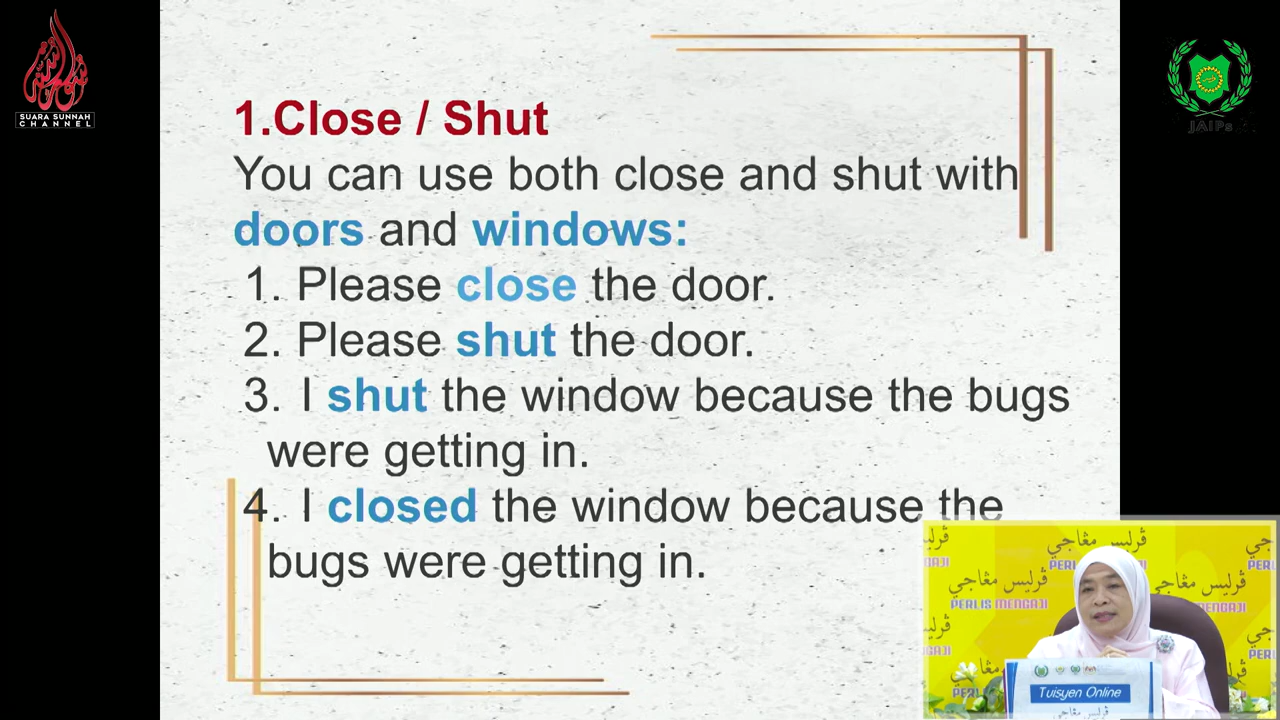 SUARA SUNNAH
CHANNEL
JAIPs
1.Close / Shut
You can use both close and shut with
doors and windows:
1. Please close the door.
2. Please shut the door.
3. I shut the window because the bugs
were getting in.
4. I closed the window because the
bugs were getting in.
ڤرليس مڠاجي
PERLIS MENGAJI
Tuisyen Online
ڤرليس مڠاجي